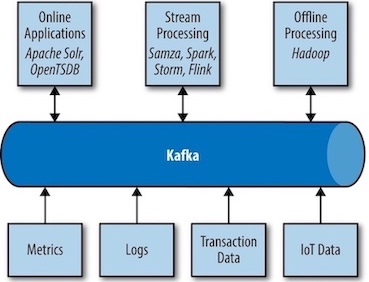 Online
Applications
Apache Solr,
OpenTSDB
Stream
Processing
Samza, Spark,
Storm, Flink
Offline
Processing
Hadoop
Kafka
Metrics
Logs
Transaction
Data
IoT Data